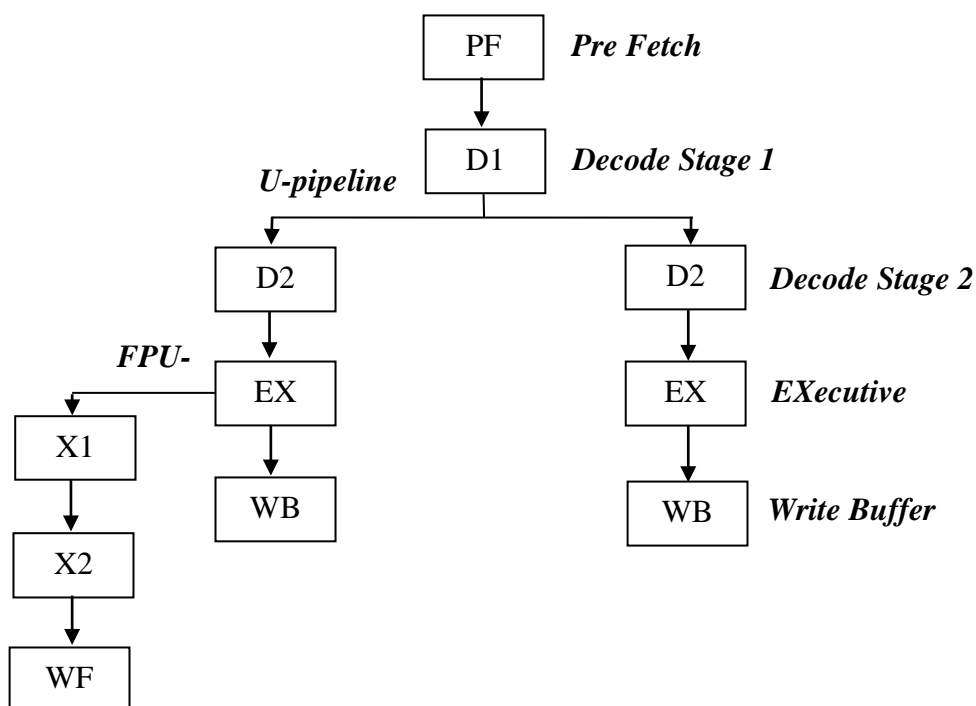 PF Pre Fetch
D1 Decode Stage 1
U-pipeline
D2 D2 Decode Stage 2
FPU-
EX EX EXecutive
X1
WB WB Write Buffer
X2
WF